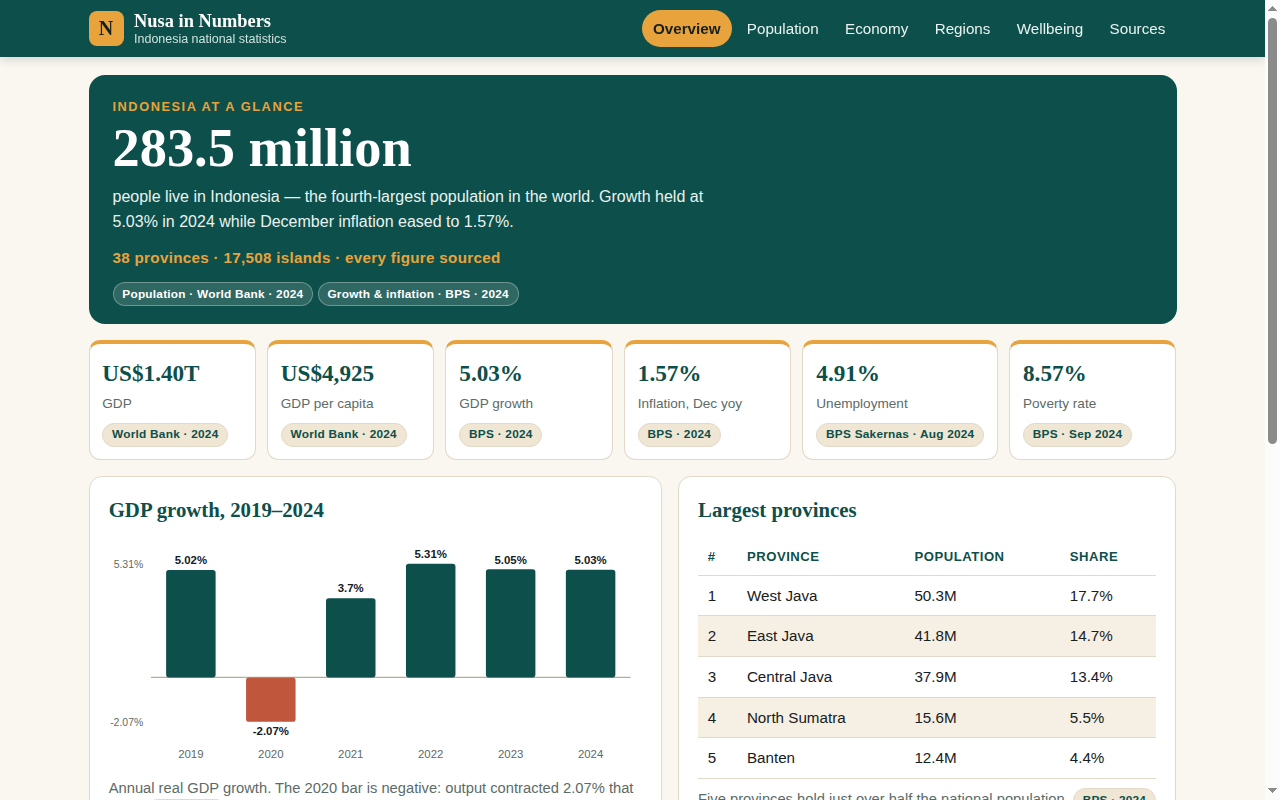 N
Nusa in Numbers
Indonesia national statistics
Overview Population Economy Regions Wellbeing Sources
INDONESIA AT A GLANCE
283.5 million
people live in Indonesia — the fourth-largest population in the world. Growth held at
5.03% in 2024 while December inflation eased to 1.57%.
38 provinces · 17,508 islands · every figure sourced
Population · World Bank · 2024 Growth & inflation · BPS · 2024
US$1.40T
GDP
World Bank · 2024
US$4,925
GDP per capita
World Bank · 2024
5.03%
GDP growth
BPS · 2024
1.57%
Inflation, Dec yoy
BPS · 2024
4.91%
Unemployment
BPS Sakernas · Aug 2024
8.57%
Poverty rate
BPS · Sep 2024
GDP growth, 2019–2024
5.31%
-2.07%
5.02%
-2.07%
3.7%
5.31%
5.05%
5.03%
2019 2020 2021 2022 2023 2024
Annual real GDP growth. The 2020 bar is negative: output contracted 2.07% that
Largest provinces
# PROVINCE POPULATION SHARE
1 West Java 50.3M 17.7%
2 East Java 41.8M 14.7%
3 Central Java 37.9M 13.4%
4 North Sumatra 15.6M 5.5%
5 Banten 12.4M 4.4%
Five provinces hold just over half the national population. BPS · 2024